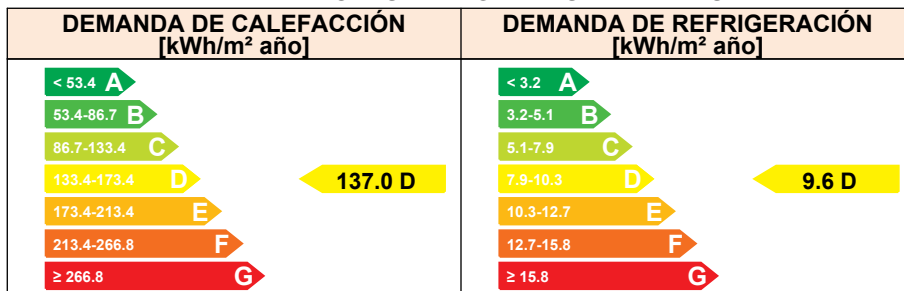 DEMANDA DE CALEFACCIÓN
[kWh/m² año]
< 53.4 A
53.4-86.7 B
86.7-133.4 C
133.4-173.4 D
137.0 D
173.4-213.4 E
213.4-266.8 F
≥ 266.8 G
DEMANDA DE REFRIGERACIÓN
[kWh/m² año]
< 3.2 A
3.2-5.1 B
5.1-7.9 C
7.9-10.3 D
9.6 D
10.3-12.7 E
12.7-15.8 F
≥ 15.8 G